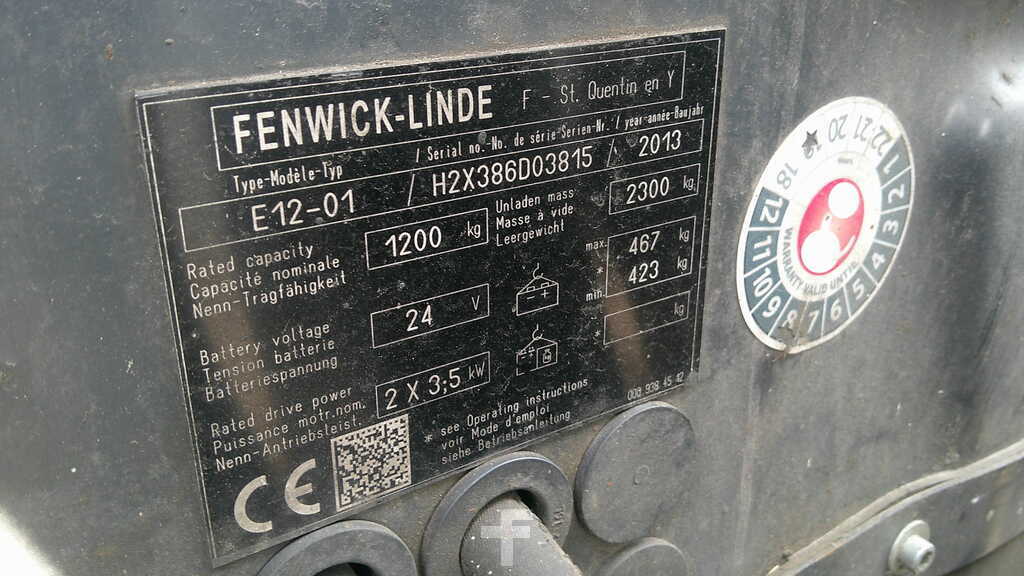 FENWICK-LINDE F - St. Quentin en Y
Type-Modèle-Typ / Serial no.-No. de série-Serien-Nr. / year-année-Baujahr
E12-01 / H2X386D03815 / 2013
Rated capacity
Capacité nominale
Nenn-Tragfähigkeit
1200 kg
Unladen mass
Masse à vide
Leergewicht
2300 kg
Battery voltage
Tension batterie
Batteriespannung
24 V
max. 467 kg
* 423 kg
min.
* kg
Rated drive power
Puissance motr.nom.
Nenn-Antriebsleist.
2 X 3;5 kW
* see Operating instructions
voir Mode d'emploi
siehe Betriebsanleitung
000 938 45 12
CE
18 20 21 22
1 2 3 4 5 6 7 8 9 10 11 12
WARRANTY VALID UNTIL